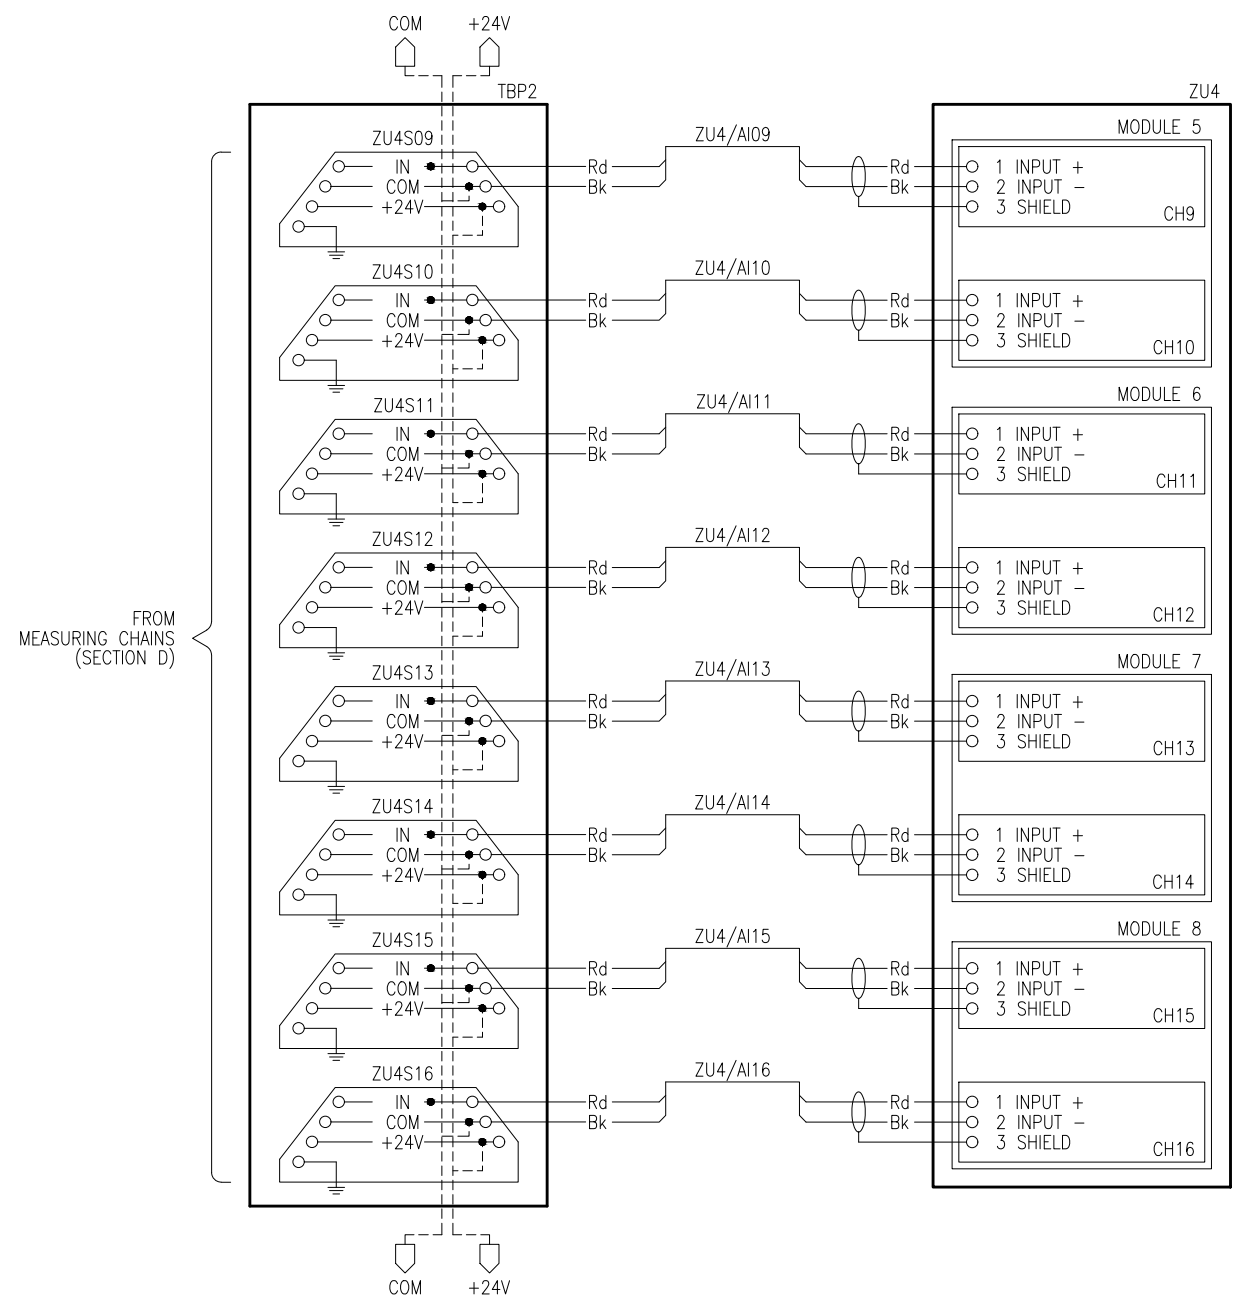 COM +24V
TBP2
ZU4
ZU4S09
ZU4/AI09
MODULE 5
IN
COM
+24V
Rd
Bk
Rd
Bk
1 INPUT +
2 INPUT -
3 SHIELD
CH9
ZU4S10
ZU4/AI10
IN
COM
+24V
Rd
Bk
Rd
Bk
1 INPUT +
2 INPUT -
3 SHIELD
CH10
ZU4S11
ZU4/AI11
MODULE 6
IN
COM
+24V
Rd
Bk
Rd
Bk
1 INPUT +
2 INPUT -
3 SHIELD
CH11
ZU4S12
ZU4/AI12
IN
COM
+24V
Rd
Bk
Rd
Bk
1 INPUT +
2 INPUT -
3 SHIELD
CH12
FROM
MEASURING CHAINS
(SECTION D)
ZU4S13
ZU4/AI13
MODULE 7
IN
COM
+24V
Rd
Bk
Rd
Bk
1 INPUT +
2 INPUT -
3 SHIELD
CH13
ZU4S14
ZU4/AI14
IN
COM
+24V
Rd
Bk
Rd
Bk
1 INPUT +
2 INPUT -
3 SHIELD
CH14
ZU4S15
ZU4/AI15
MODULE 8
IN
COM
+24V
Rd
Bk
Rd
Bk
1 INPUT +
2 INPUT -
3 SHIELD
CH15
ZU4S16
ZU4/AI16
IN
COM
+24V
Rd
Bk
Rd
Bk
1 INPUT +
2 INPUT -
3 SHIELD
CH16
COM +24V